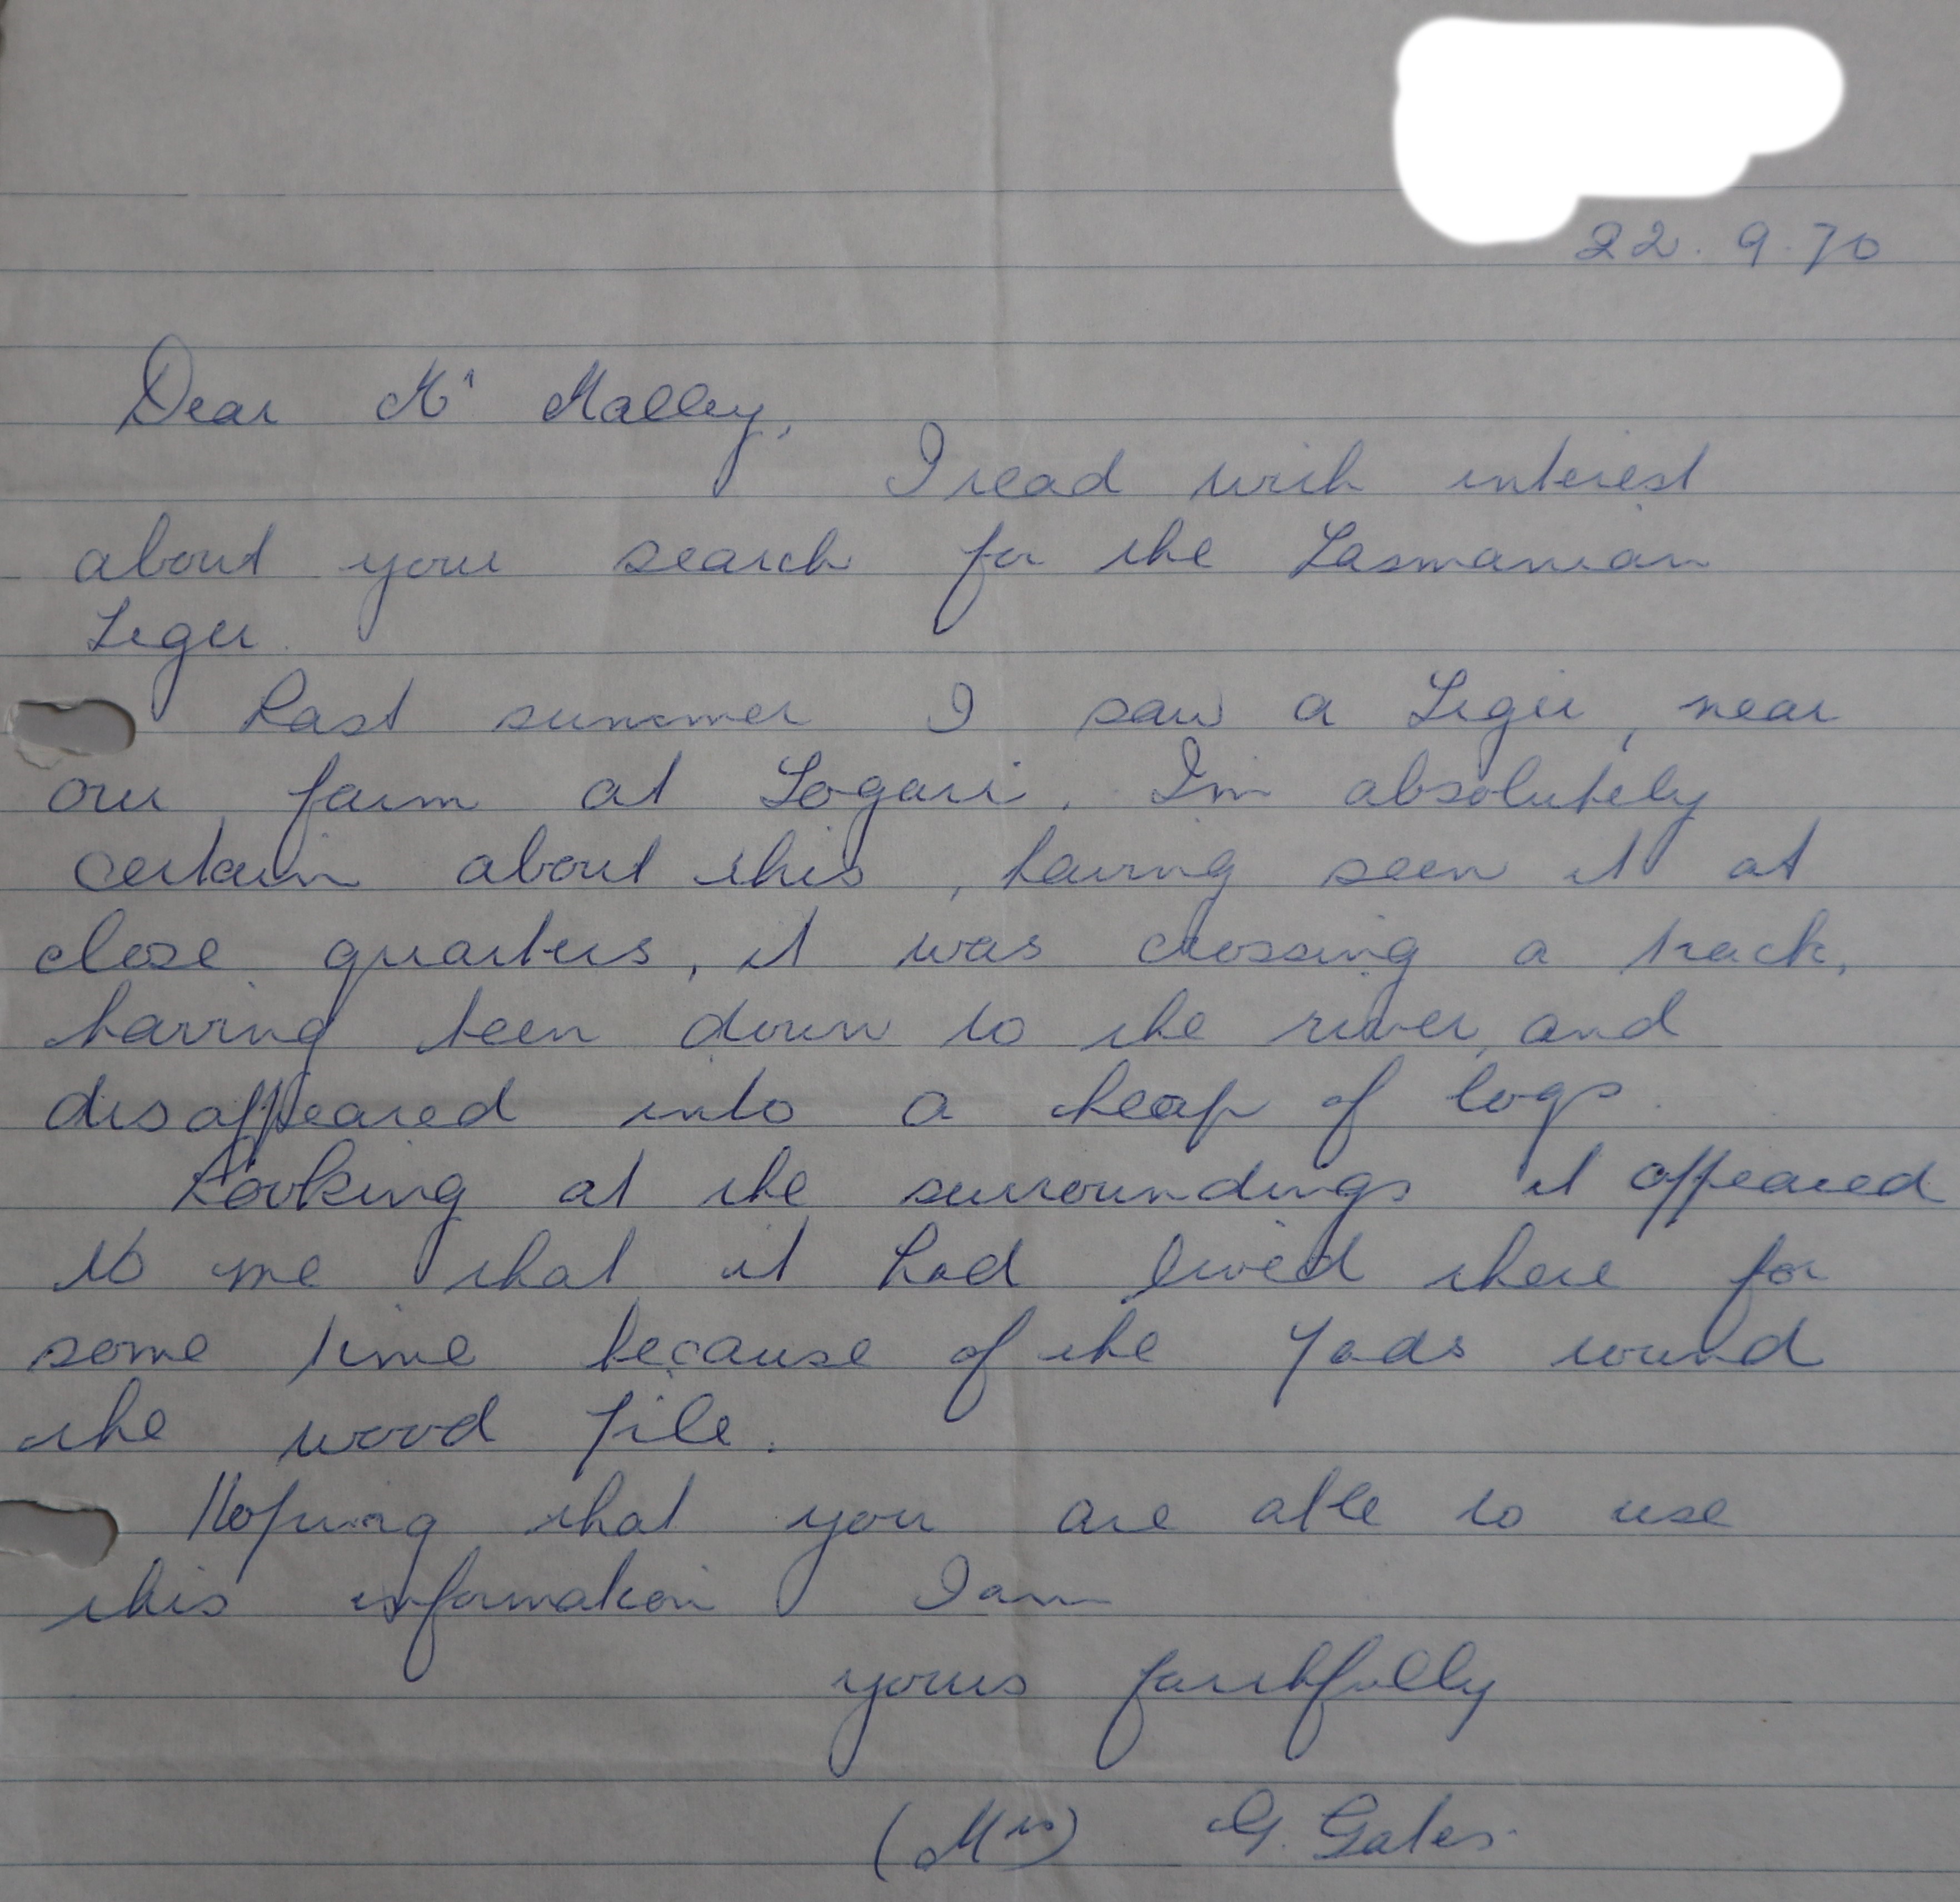 22.9.70
Dear Mr Malley,
I read with interest
about your search for the Tasmanian
Tiger.
Last summer I saw a Tiger, near
our farm at Togari. I'm absolutely
certain about this, having seen it at
close quarters, it was crossing a track,
having been down to the river, and
disappeared into a heap of logs.
Looking at the surroundings it appeared
to me that it had lived there for
some time because of the pads round
the wood pile.
Hoping that you are able to use
this information I am
yours faithfully
(Mrs) G. Gates.